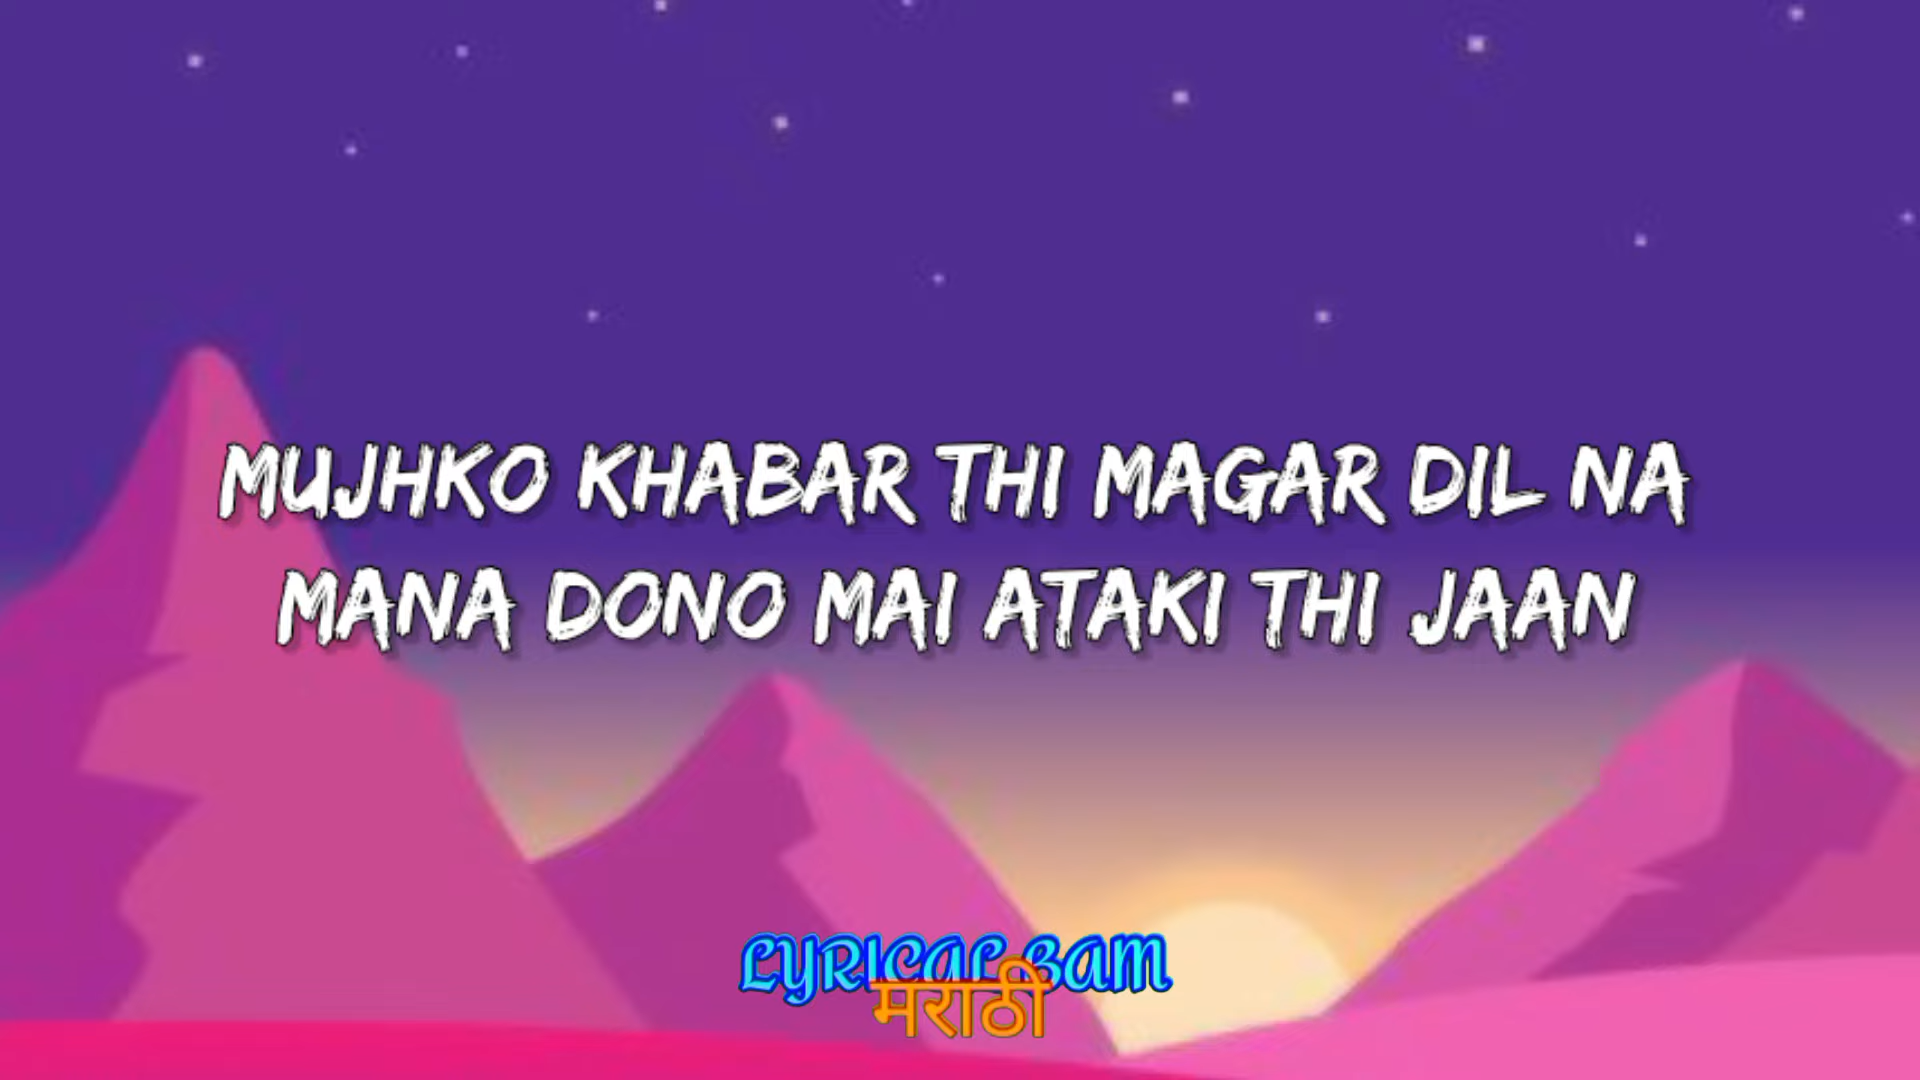 MUJHKO KHABAR THI MAGAR DIL NA
MANA DONO MAI ATAKI THI JAAN
LYRICAL BAM
मराठी